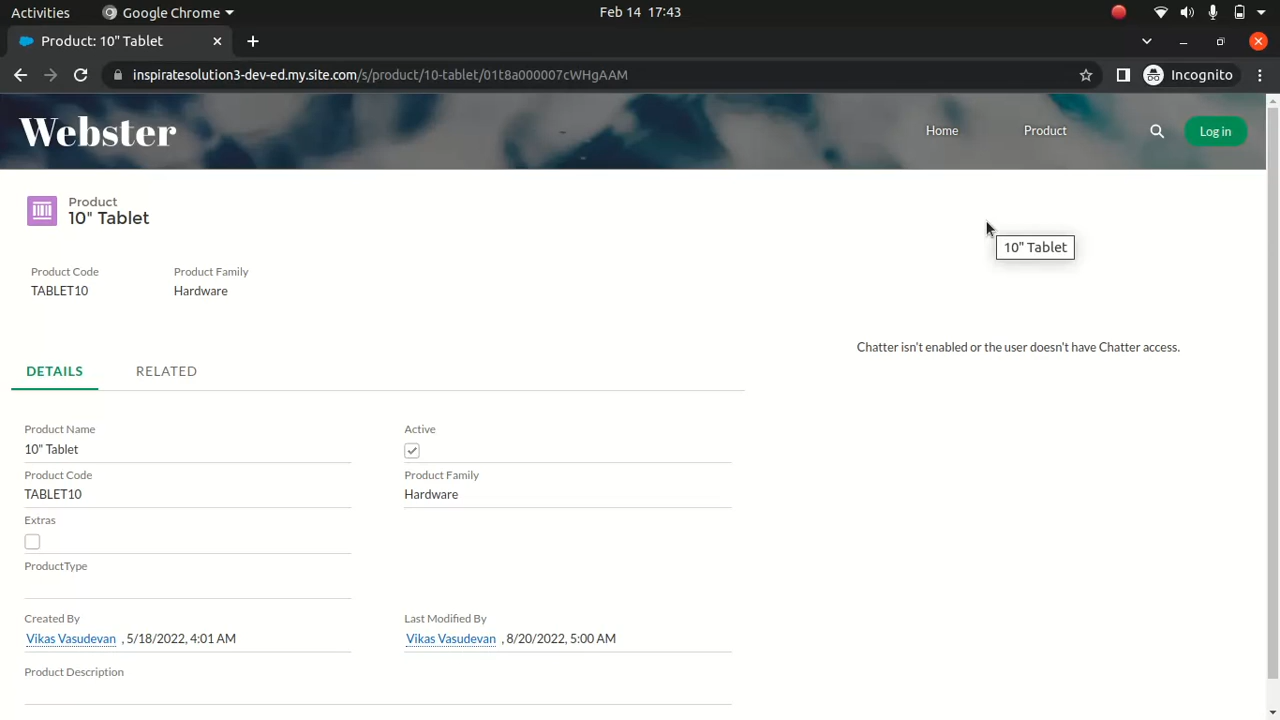 Activities Google Chrome Feb 14 17:43
Product: 10" Tablet
inspiratesolution3-dev-ed.my.site.com/s/product/10-tablet/01t8a000007cWHgAAM Incognito
Webster Home Product Log in
Product
10" Tablet
10" Tablet
Product Code Product Family
TABLET10 Hardware
Chatter isn't enabled or the user doesn't have Chatter access.
DETAILS RELATED
Product Name Active
10" Tablet
Product Code Product Family
TABLET10 Hardware
Extras
ProductType
Created By Last Modified By
Vikas Vasudevan , 5/18/2022, 4:01 AM Vikas Vasudevan , 8/20/2022, 5:00 AM
Product Description